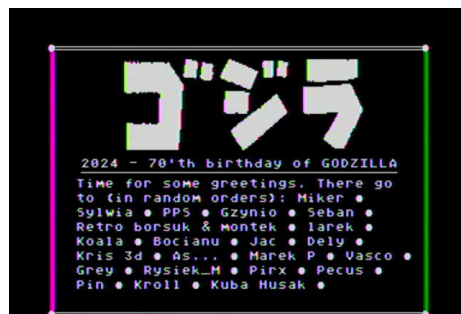 ゴジラ
2024 - 70'th birthday of GODZILLA
Time for some greetings. There go
to (in random orders): Miker ●
Sylwia ● PPS ● Gzynio ● Seban ●
Retro borsuk & montek ● larek ●
Koala ● Bocianu ● Jac ● Dely ●
Kris 3d ● As... ● Marek P ● Vasco ●
Grey ● Rysiek_M ● Pirx ● Pecus ●
Pin ● Kroll ● Kuba Husak ●